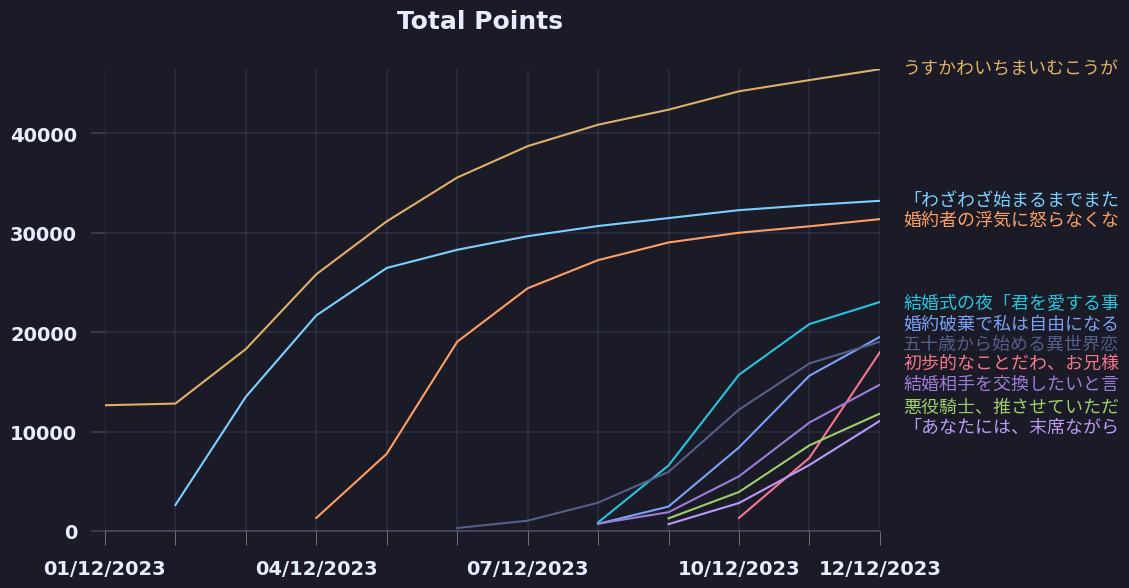 Total Points
うすかわいちまいむこうが
40000
「わざわざ始まるまでまた
婚約者の浮気に怒らなくな
30000
結婚式の夜「君を愛する事
婚約破棄で私は自由になる
20000
五十歳から始める異世界恋
初歩的なことだわ、お兄様
結婚相手を交換したいと言
悪役騎士、推させていただ
「あなたには、末席ながら
10000
0
01/12/2023 04/12/2023 07/12/2023 10/12/2023 12/12/2023